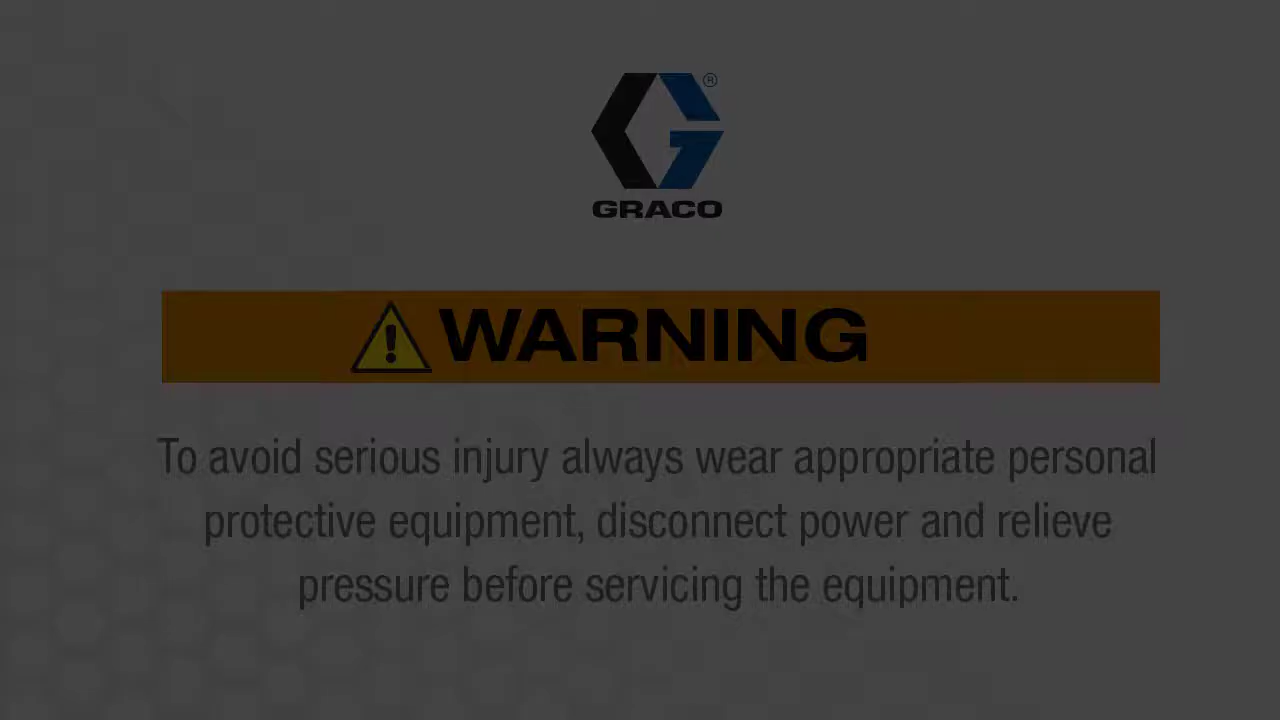 ®
GRACO
WARNING
To avoid serious injury always wear appropriate personal
protective equipment, disconnect power and relieve
pressure before servicing the equipment.